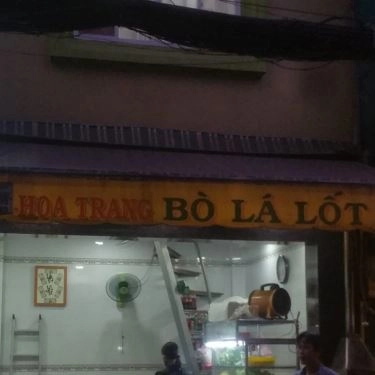 HOA TRANG BÒ LÁ LỐT